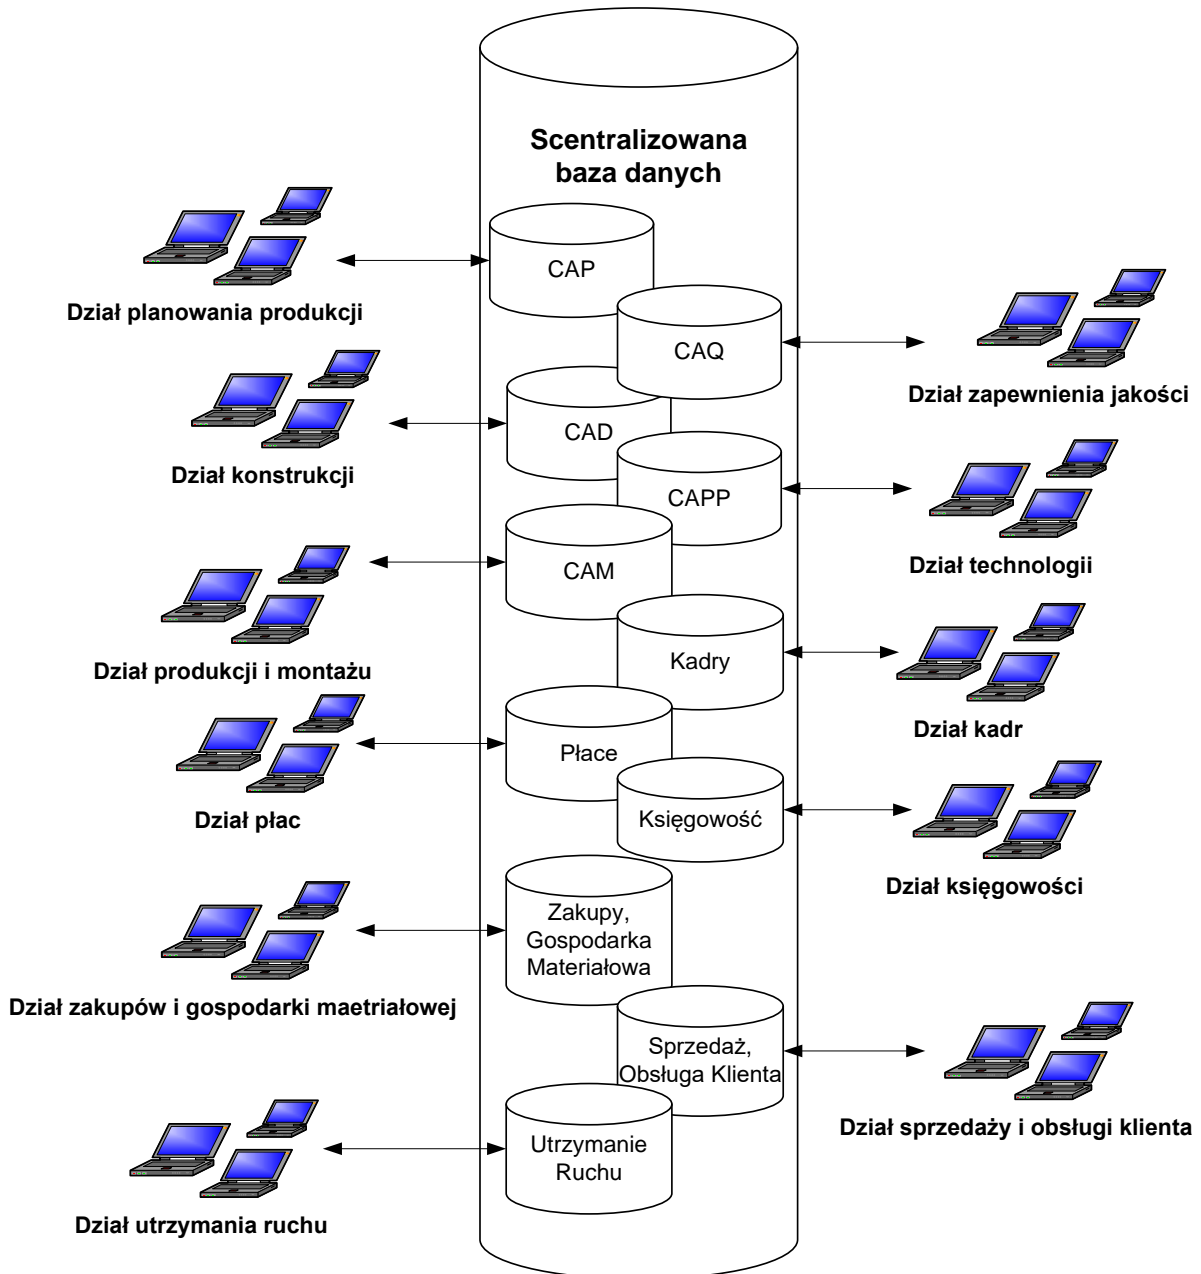 Scentralizowana
baza danych
CAP
Dział planowania produkcji
CAQ
Dział zapewnienia jakości
CAD
Dział konstrukcji
CAPP
Dział technologii
CAM
Dział produkcji i montażu
Kadry
Dział kadr
Płace
Dział płac
Księgowość
Dział księgowości
Zakupy,
Gospodarka
Materiałowa
Dział zakupów i gospodarki maetriałowej
Sprzedaż,
Obsługa Klienta
Dział sprzedaży i obsługi klienta
Utrzymanie
Ruchu
Dział utrzymania ruchu